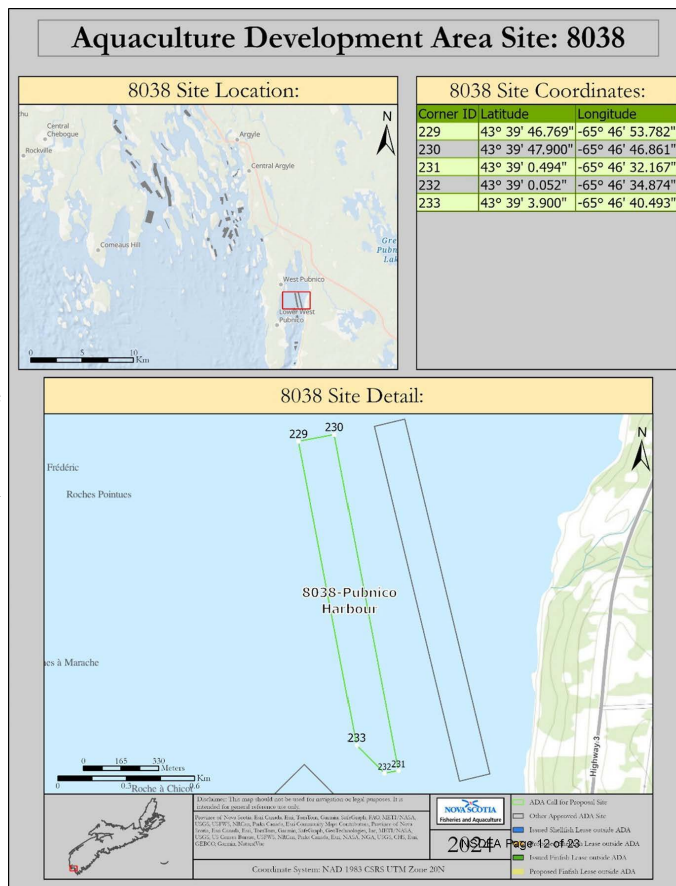 Aquaculture Development Area Site: 8038
8038 Site Location:
Central
Chebogue
Rockville
Argyle
Central Argyle
Comeaus Hill
West Pubnico
Lower West
Pubnico
N
0 5 10
Km
8038 Site Coordinates:
Corner ID Latitude Longitude
229 43° 39' 46.769" -65° 46' 53.782"
230 43° 39' 47.900" -65° 46' 46.861"
231 43° 39' 0.494" -65° 46' 32.167"
232 43° 39' 0.052" -65° 46' 34.874"
233 43° 39' 3.900" -65° 46' 40.493"
8038 Site Detail:
229 230
N
Frédéric
Roches Pointues
8038-Pubnico
Harbour
es à Marache
233
232 231
Highway 3
0 165 330
Meters
0 0.3 0.6
Km
Roche à Chicot
Disclaimer: This map should not be used for navigation or legal purposes. It is
intended for general reference use only.
Coordinate System: NAD 1983 CSRS UTM Zone 20N
NOVA SCOTIA
Fisheries and Aquaculture
2024
NSDFA Page 12 of 23
ADA Call for Proposal Site
Other Approved ADA Site
Issued Shellfish Lease outside ADA
Issued Finfish Lease outside ADA
Proposed Finfish Lease outside ADA